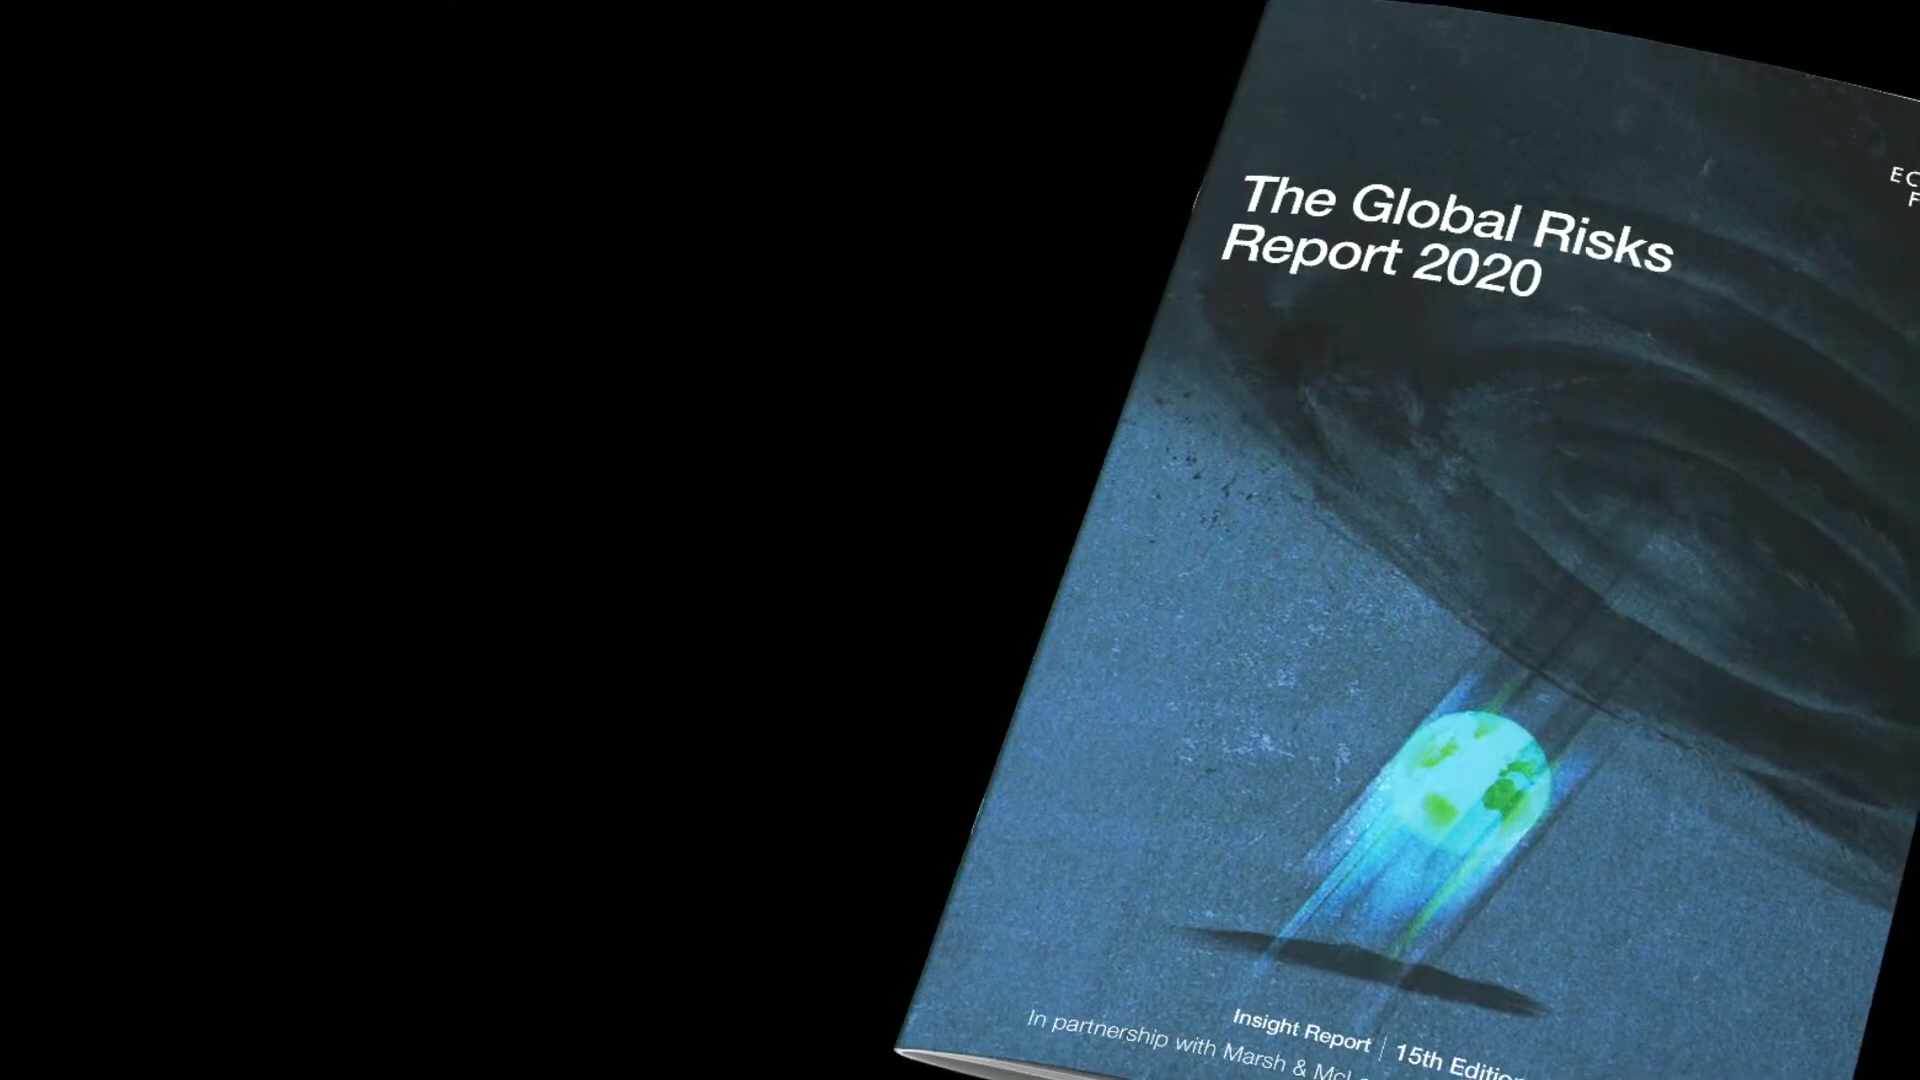 The Global Risks
Report 2020
Insight Report | 15th Edition
In partnership with Marsh &